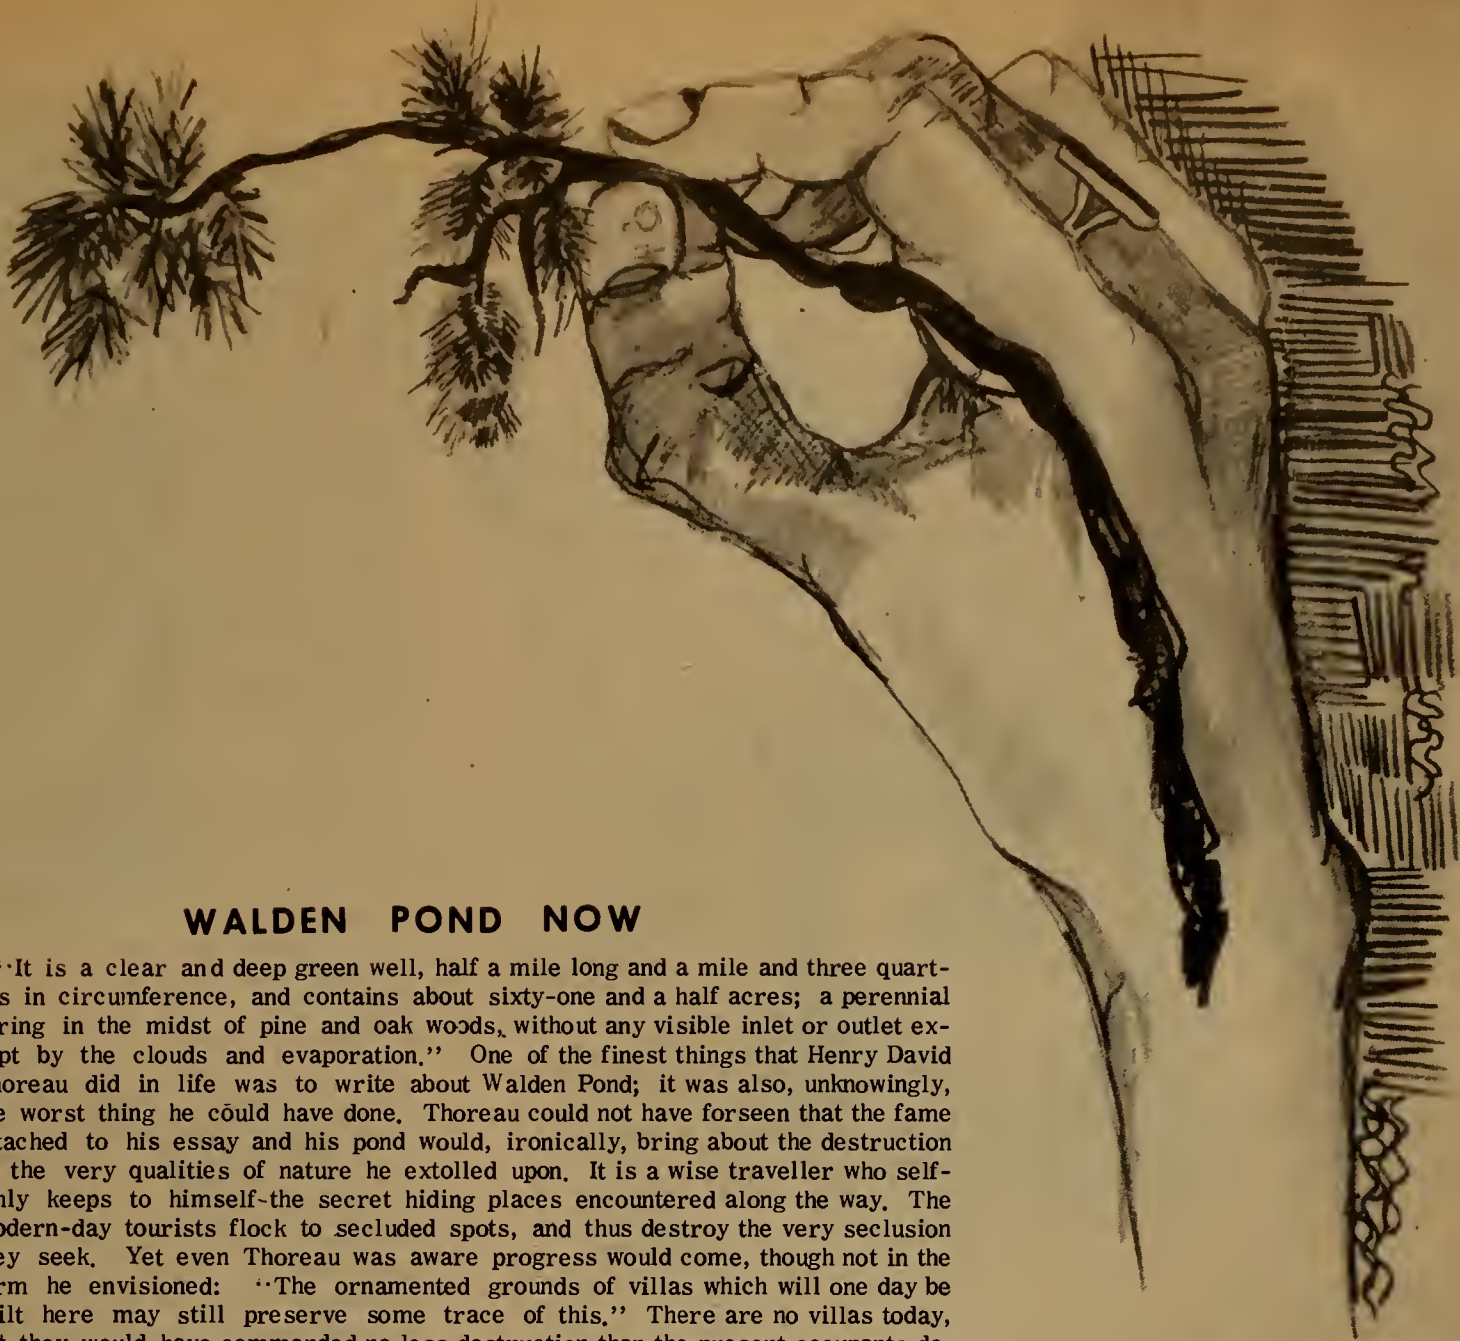 WALDEN POND NOW
"It is a clear and deep green well, half a mile long and a mile and three quart-
s in circumference, and contains about sixty-one and a half acres; a perennial
ring in the midst of pine and oak woods, without any visible inlet or outlet ex-
pt by the clouds and evaporation." One of the finest things that Henry David
horeau did in life was to write about Walden Pond; it was also, unknowingly,
e worst thing he could have done. Thoreau could not have forseen that the fame
tached to his essay and his pond would, ironically, bring about the destruction
the very qualities of nature he extolled upon. It is a wise traveller who self-
hly keeps to himself-the secret hiding places encountered along the way. The
odern-day tourists flock to secluded spots, and thus destroy the very seclusion
ey seek. Yet even Thoreau was aware progress would come, though not in the
rm he envisioned: "The ornamented grounds of villas which will one day be
ilt here may still preserve some trace of this." There are no villas today,